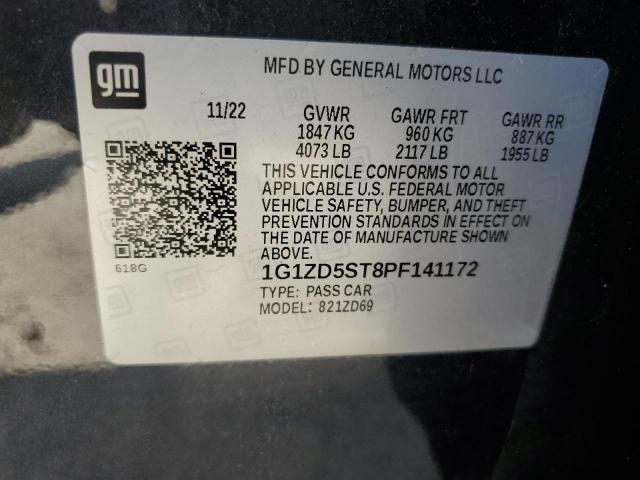 gm
MFD BY GENERAL MOTORS LLC
11/22 GVWR GAWR FRT GAWR RR
1847 KG 960 KG 887 KG
4073 LB 2117 LB 1955 LB
THIS VEHICLE CONFORMS TO ALL
APPLICABLE U.S. FEDERAL MOTOR
VEHICLE SAFETY, BUMPER, AND THEFT
PREVENTION STANDARDS IN EFFECT ON
THE DATE OF MANUFACTURE SHOWN
ABOVE.
618G
1G1ZD5ST8PF141172
TYPE: PASS CAR
MODEL: 821ZD69